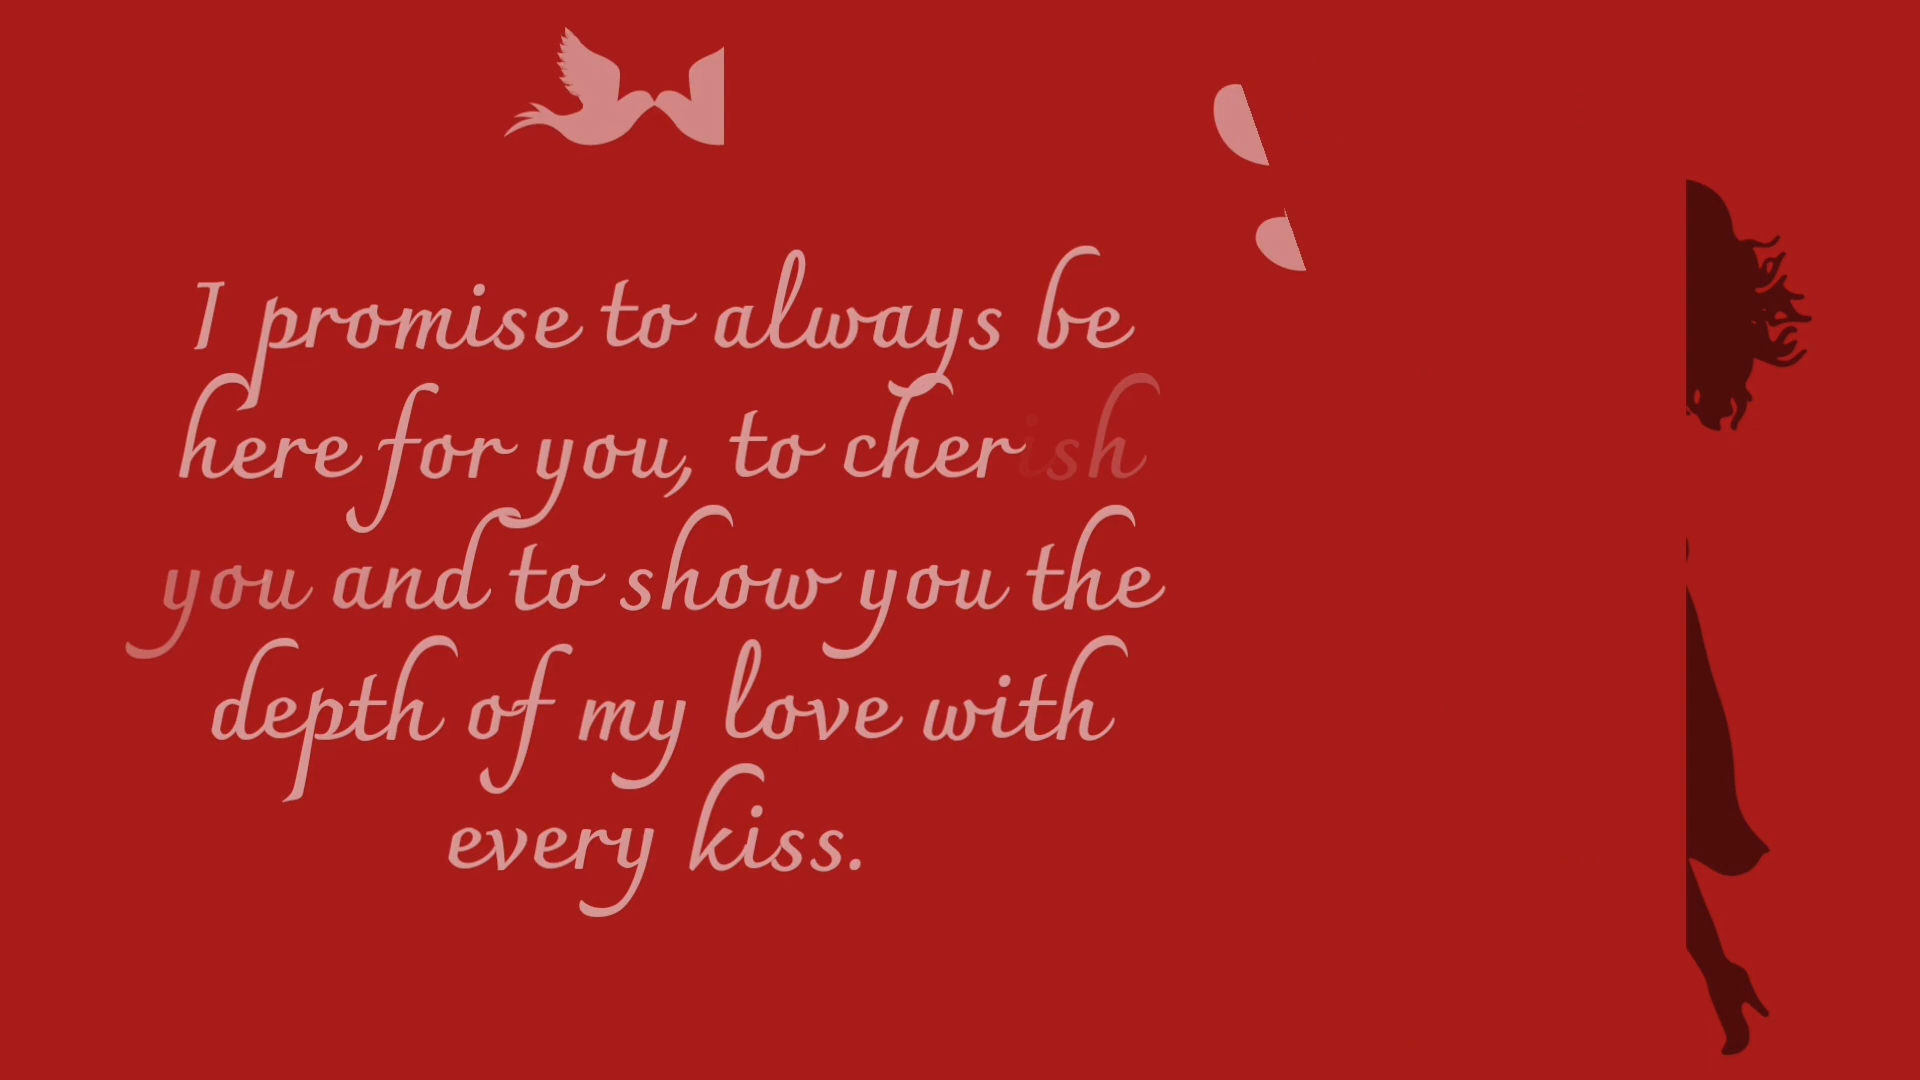 I promise to always be
here for you, to cherish
you and to show you the
depth of my love with
every kiss.